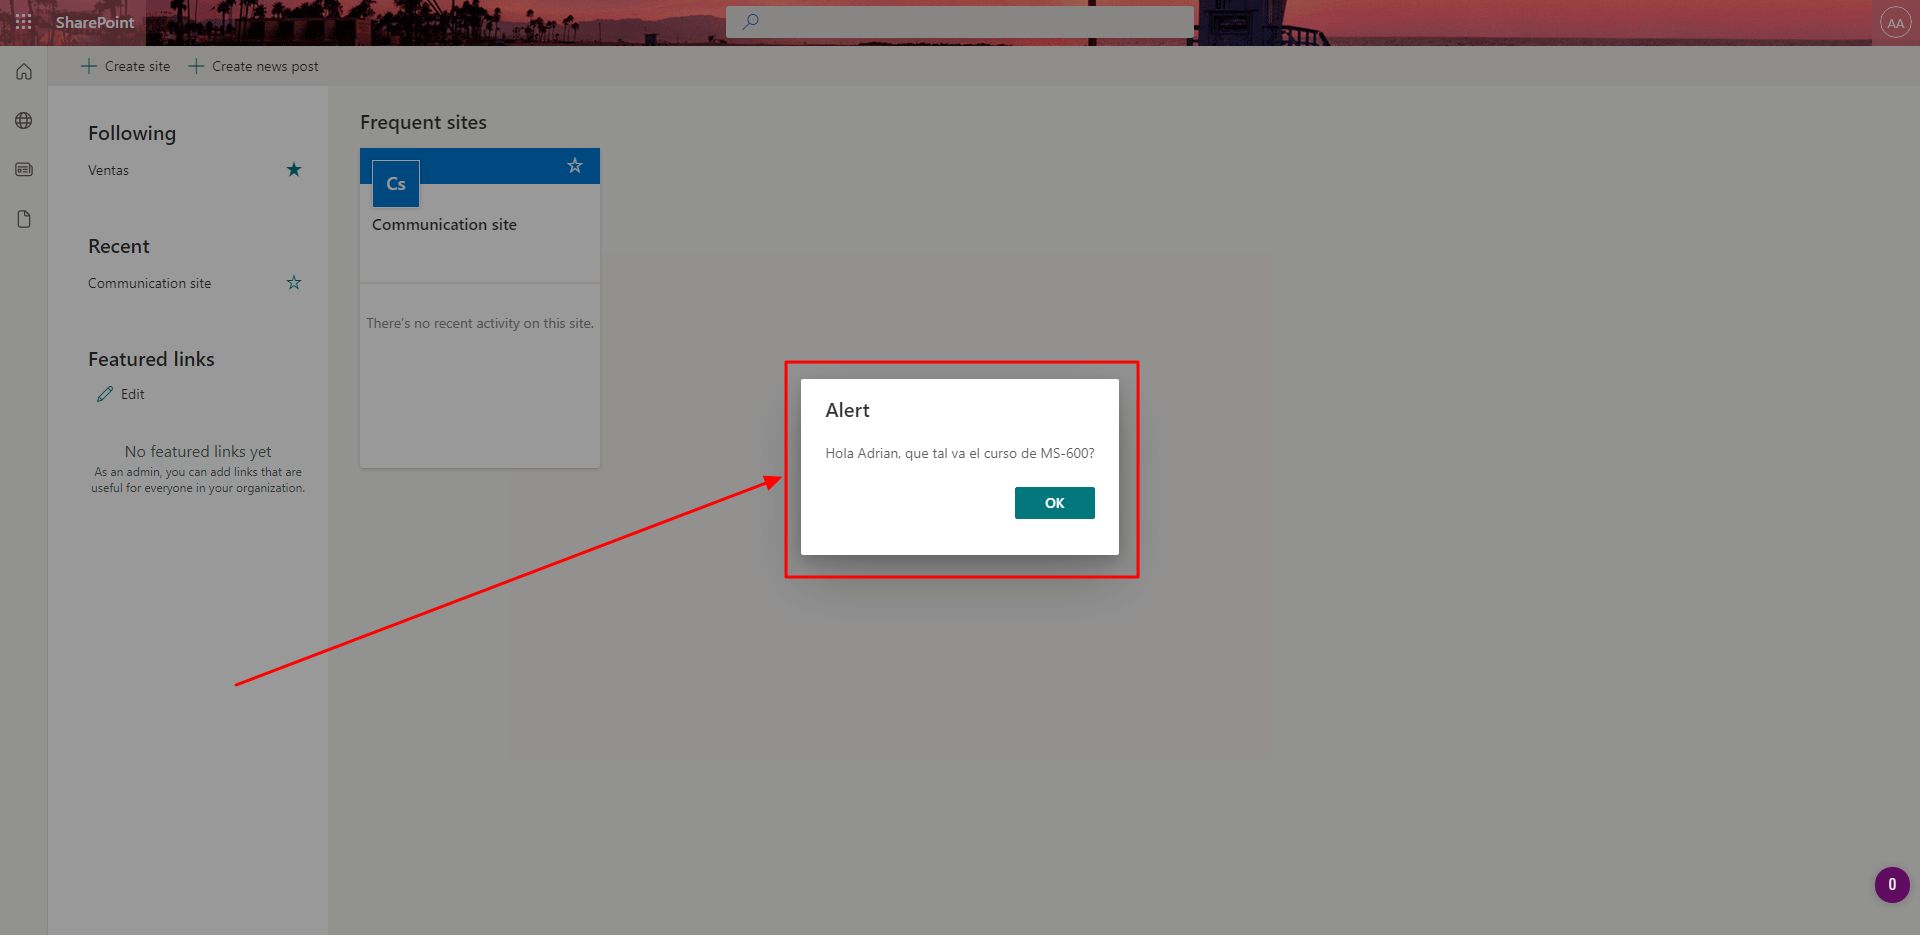 SharePoint
AA
Create site
Create news post
Following
Ventas
Recent
Communication site
Featured links
Edit
No featured links yet
As an admin, you can add links that are
useful for everyone in your organization.
Frequent sites
Cs
Communication site
There's no recent activity on this site.
Alert
Hola Adrian, que tal va el curso de MS-600?
OK
0